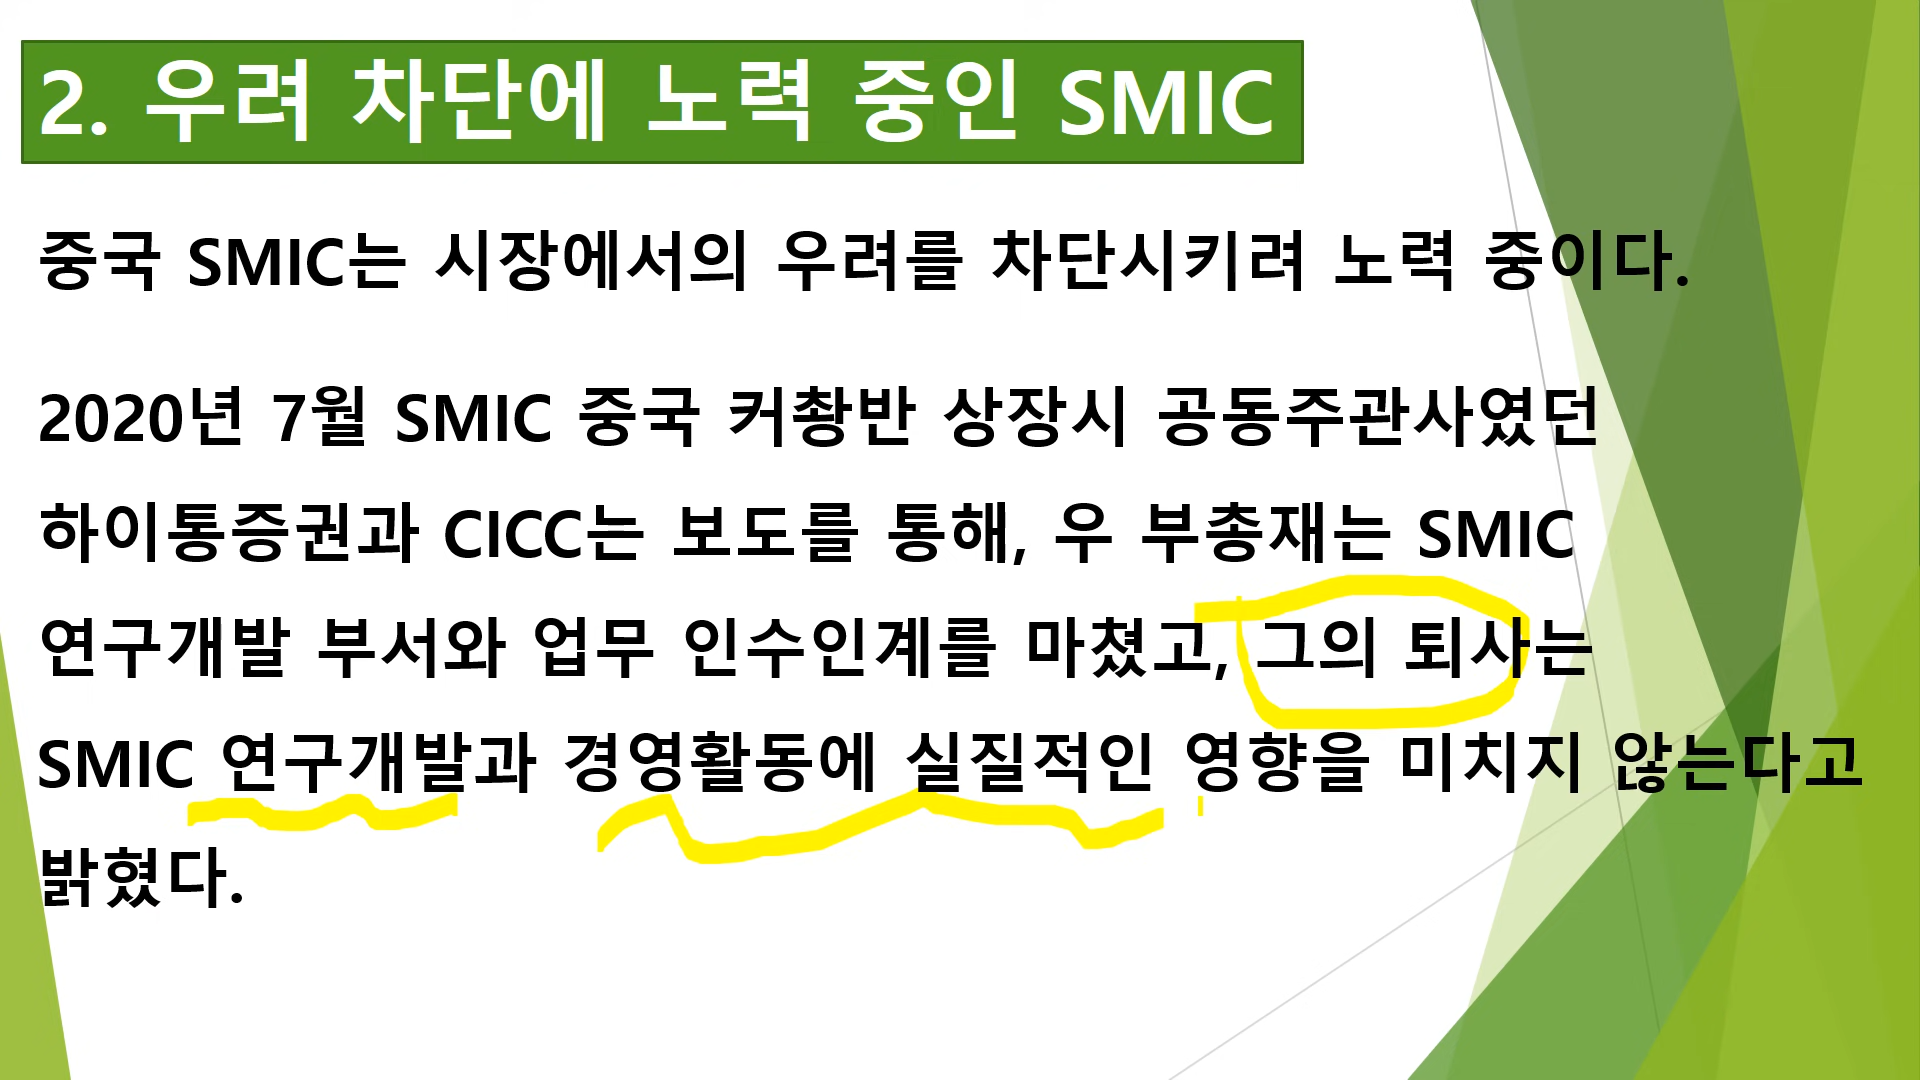 2. 우려 차단에 노력 중인 SMIC
중국 SMIC는 시장에서의 우려를 차단시키려 노력 중이다.
2020년 7월 SMIC 중국 커촹반 상장시 공동주관사였던
하이통증권과 CICC는 보도를 통해, 우 부총재는 SMIC
연구개발 부서와 업무 인수인계를 마쳤고, 그의 퇴사는
SMIC 연구개발과 경영활동에 실질적인 영향을 미치지 않는다고
밝혔다.